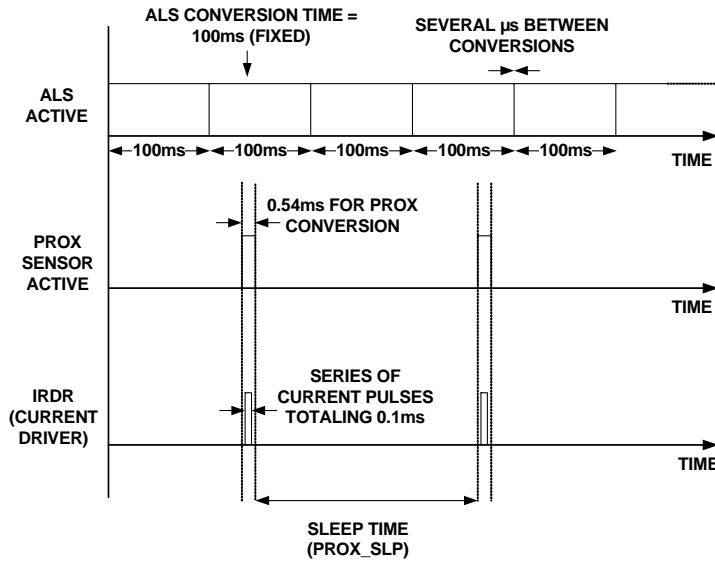 ALS CONVERSION TIME =
100ms (FIXED)
SEVERAL µs BETWEEN
CONVERSIONS
ALS
ACTIVE
100ms
100ms
100ms
100ms
100ms
TIME
0.54ms FOR PROX
CONVERSION
PROX
SENSOR
ACTIVE
TIME
SERIES OF
CURRENT PULSES
TOTALING 0.1ms
IRDR
(CURRENT
DRIVER)
TIME
SLEEP TIME
(PROX_SLP)